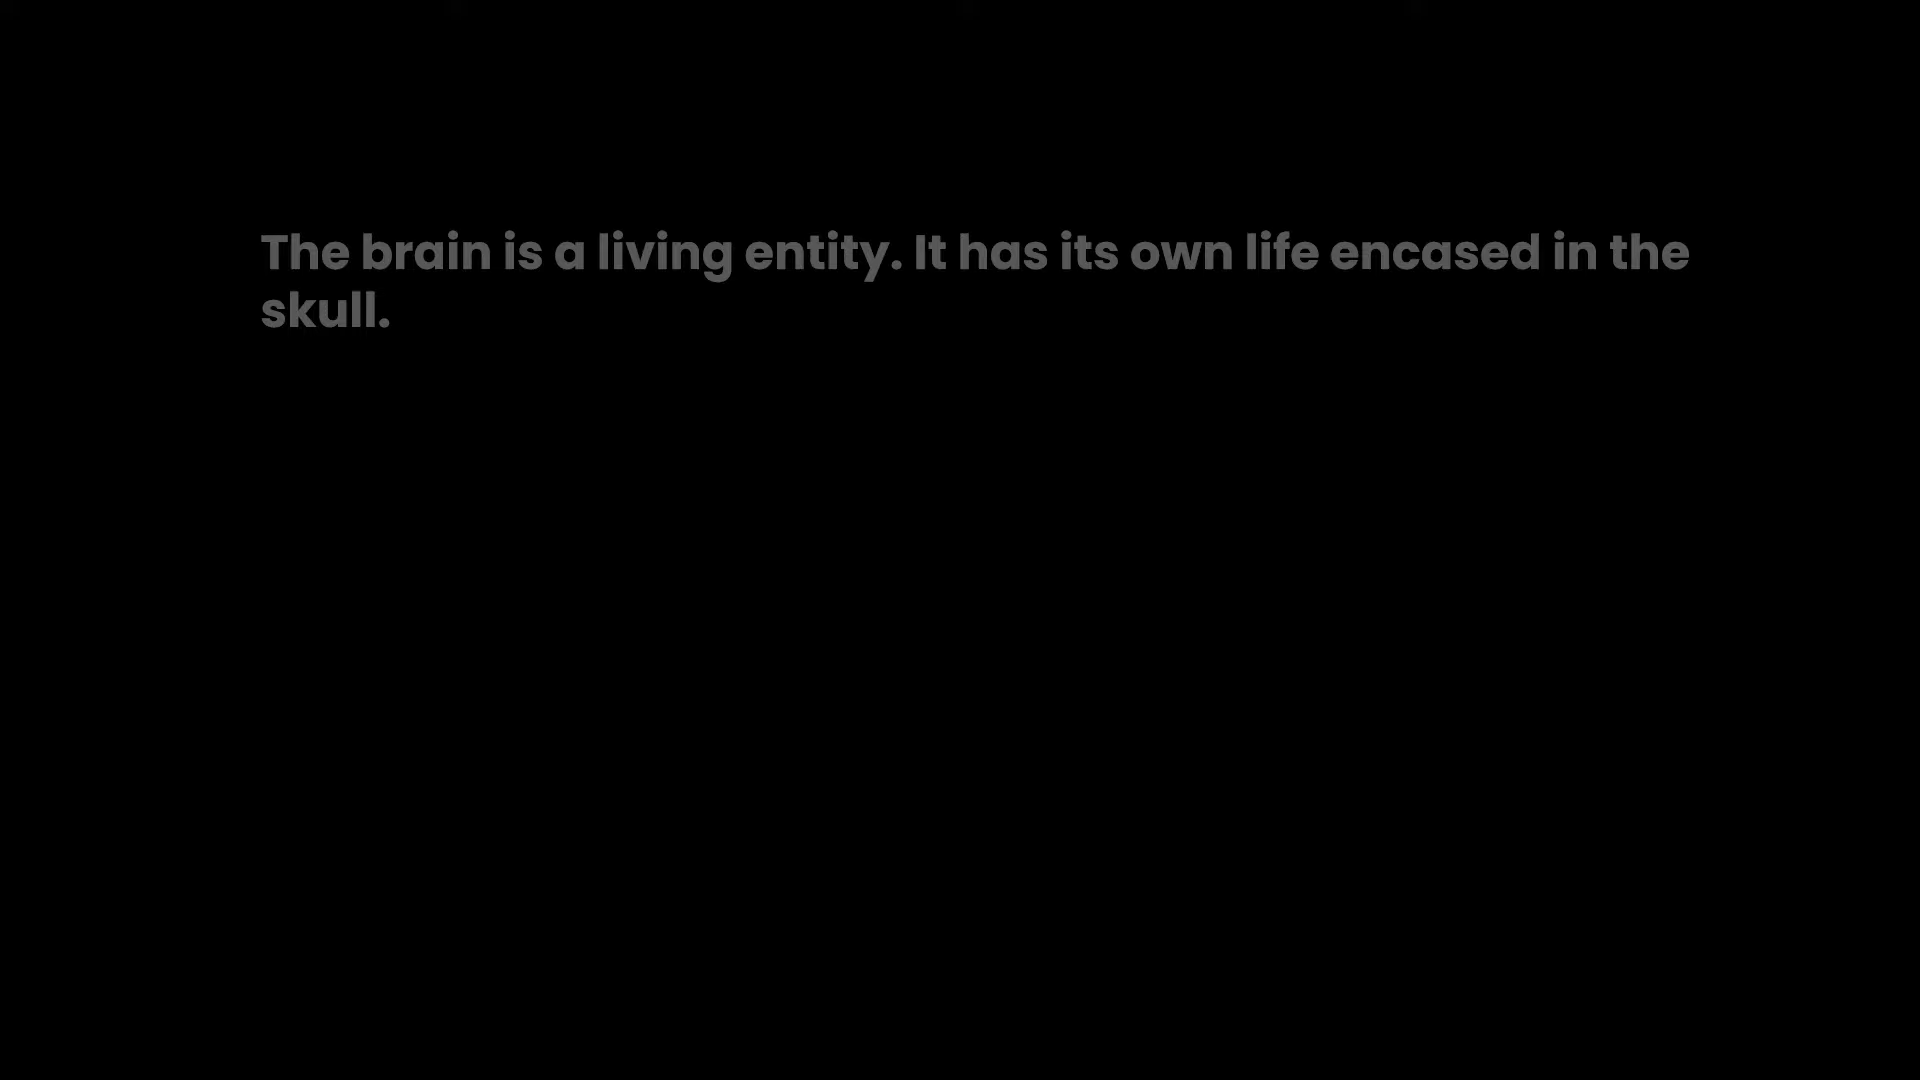 The brain is a living entity. It has its own life encased in the
skull.